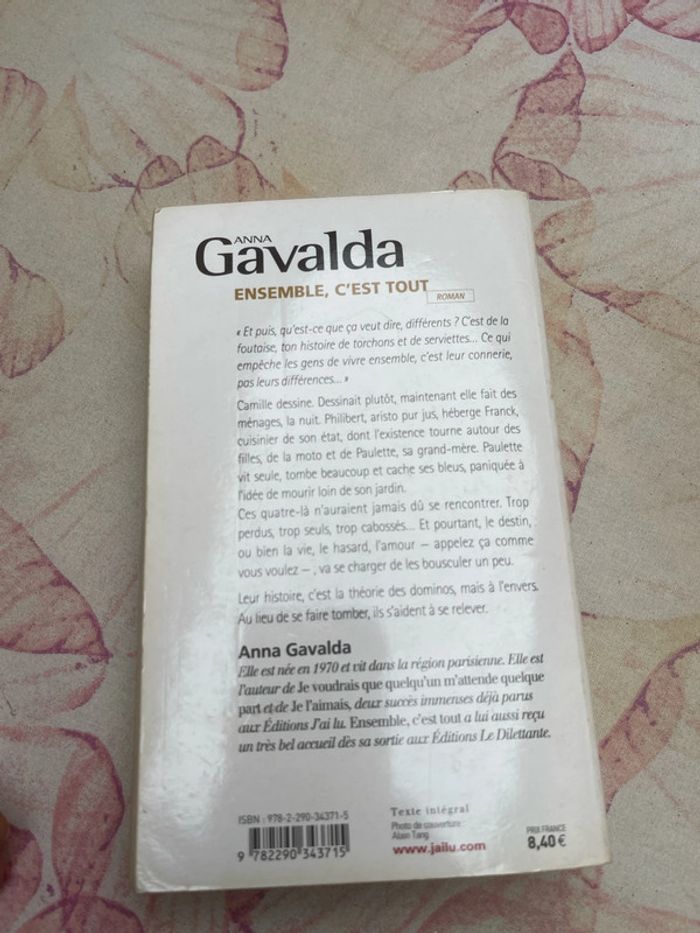 ANNA
Gavalda
ENSEMBLE, C'EST TOUT
ROMAN
« Et puis, qu'est-ce que ça veut dire, différents ? C'est de la
foutaise, ton histoire de torchons et de serviettes... Ce qui
empêche les gens de vivre ensemble, c'est leur connerie,
pas leurs différences... »
Camille dessine. Dessinait plutôt, maintenant elle fait des
ménages, la nuit. Philibert, aristo pur jus, héberge Franck,
cuisinier de son état, dont l'existence tourne autour des
filles, de la moto et de Paulette, sa grand-mère. Paulette
vit seule, tombe beaucoup et cache ses bleus, paniquée à
l'idée de mourir loin de son jardin.
Ces quatre-là n'auraient jamais dû se rencontrer. Trop
perdus, trop seuls, trop cabossés... Et pourtant, le destin,
ou bien la vie, le hasard, l'amour – appelez ça comme
vous voulez –, va se charger de les bousculer un peu.
Leur histoire, c'est la théorie des dominos, mais à l'envers.
Au lieu de se faire tomber, ils s'aident à se relever.
Anna Gavalda
Elle est née en 1970 et vit dans la région parisienne. Elle est
l'auteur de Je voudrais que quelqu'un m'attende quelque
part et de Je l'aimais, deux succès immenses déjà parus
aux Éditions J'ai lu. Ensemble, c'est tout a lui aussi reçu
un très bel accueil dès sa sortie aux Éditions Le Dilettante.
ISBN : 978-2-290-34371-5
9 782290 343715
Texte intégral
Photo de couverture :
Alain Tang
www.jailu.com
PRIX FRANCE
8,40 €